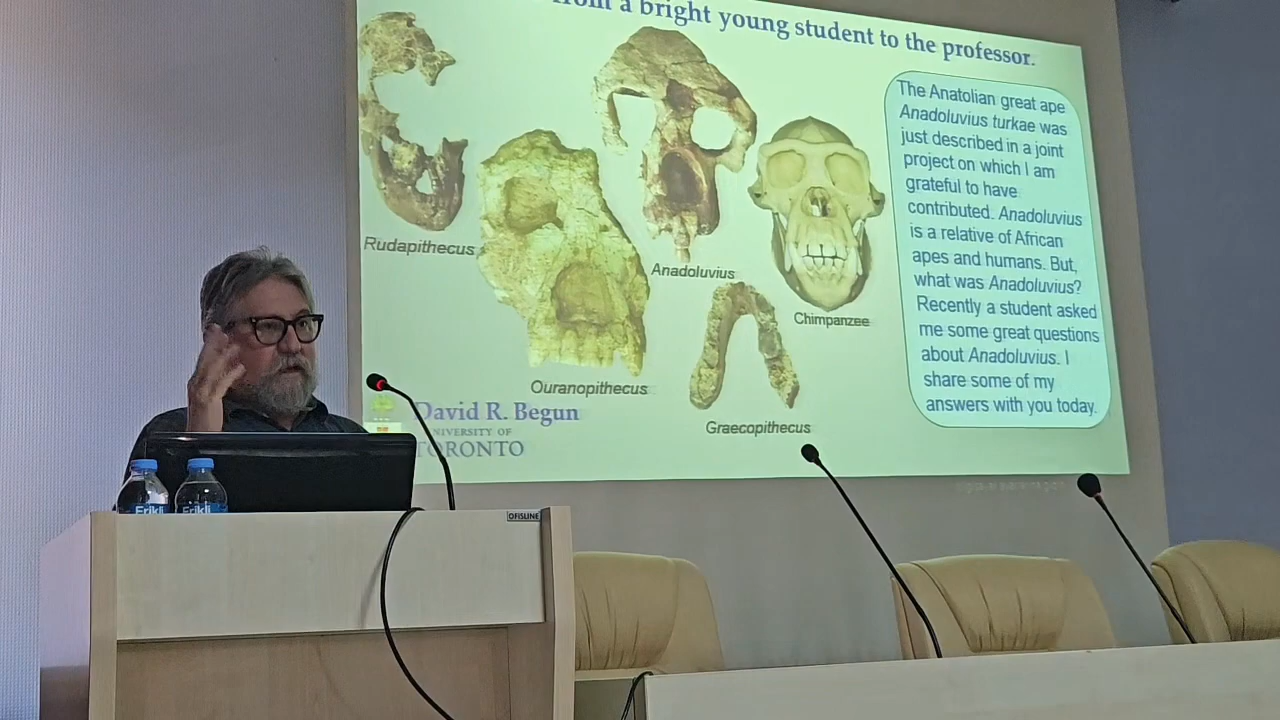 from a bright young student to the professor.
Rudapithecus
Ouranopithecus
Anadoluvius
Graecopithecus
Chimpanzee
The Anatolian great ape
Anadoluvius turkae was
just described in a joint
project on which I am
grateful to have
contributed. Anadoluvius
is a relative of African
apes and humans. But,
what was Anadoluvius?
Recently a student asked
me some great questions
about Anadoluvius. I
share some of my
answers with you today.
David R. Begun
UNIVERSITY OF
TORONTO
Erikli
Erikli
OFISLINE